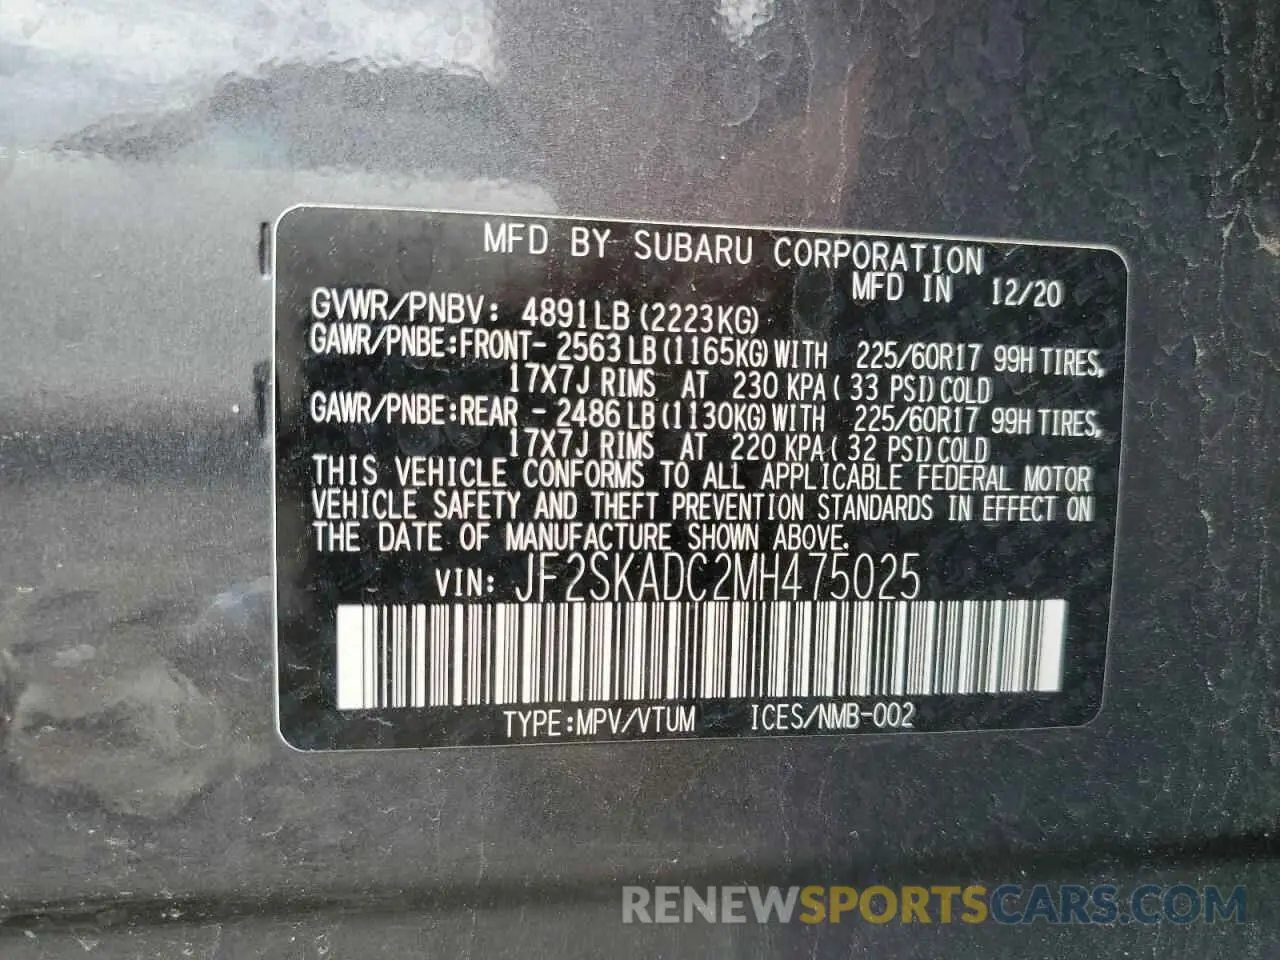 MFD BY SUBARU CORPORATION
MFD IN 12/20
GVWR/PNBV: 4891LB (2223KG)
GAWR/PNBE:FRONT- 2563 LB (1165KG) WITH 225/60R17 99H TIRES,
17X7J RIMS AT 230 KPA ( 33 PSI) COLD
GAWR/PNBE:REAR - 2486 LB (1130KG) WITH 225/60R17 99H TIRES,
17X7J RIMS AT 220 KPA ( 32 PSI) COLD
THIS VEHICLE CONFORMS TO ALL APPLICABLE FEDERAL MOTOR
VEHICLE SAFETY AND THEFT PREVENTION STANDARDS IN EFFECT ON
THE DATE OF MANUFACTURE SHOWN ABOVE.
VIN: JF2SKADC2MH475025
TYPE:MPV/VTUM ICES/NMB-002
RENEWSPORTSCARS.COM